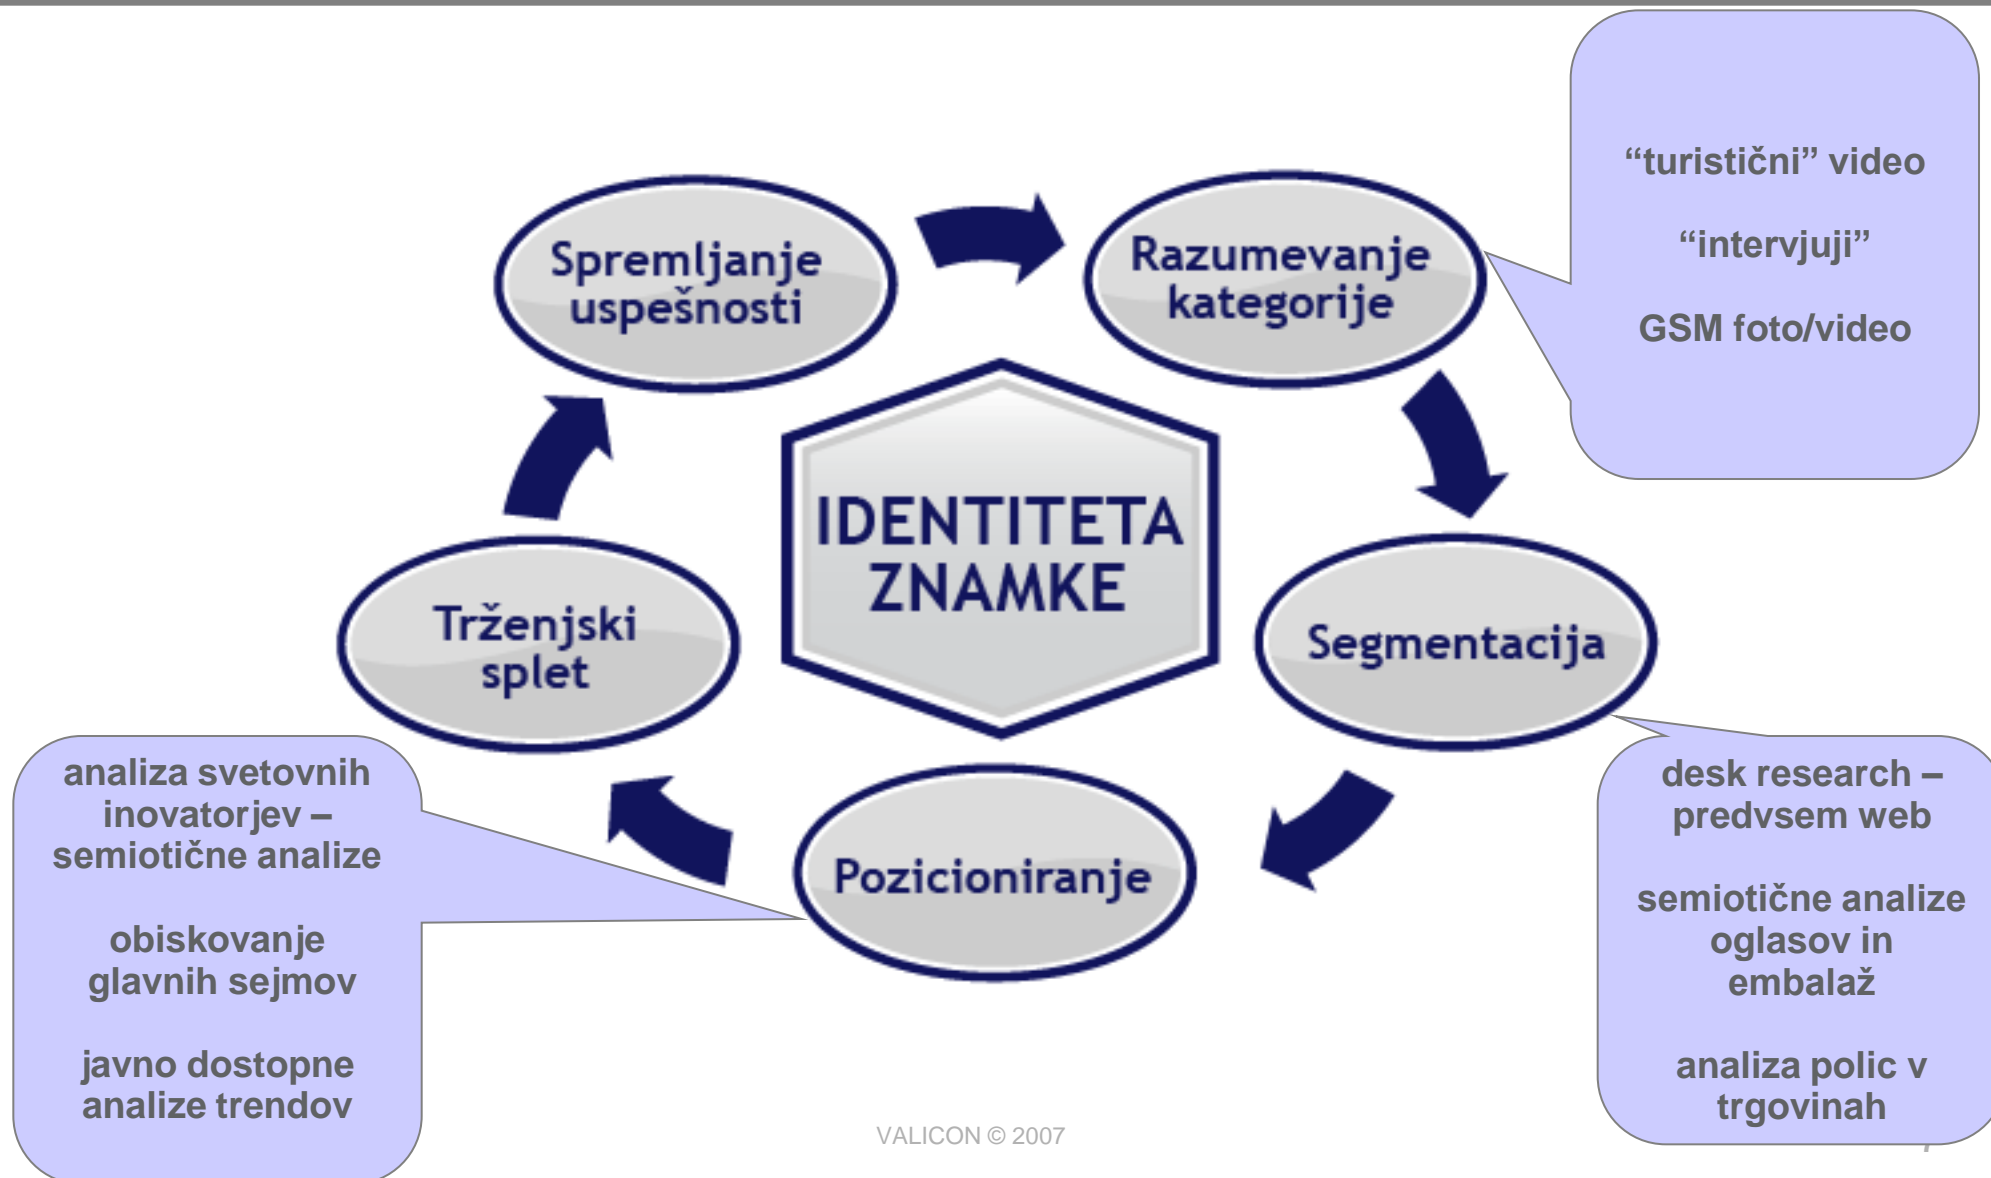 “turistični” video
“intervjuji”
GSM foto/video
Spremljanje
uspešnosti
Razumevanje
kategorije
IDENTITETA
ZNAMKE
Tržënjski
splet
Segmentacija
Pozicioniranje
analiza svetovnih
inovatorjev –
semiotične analize
obiskovanje
glavnih sejmov
javno dostopne
analize trendov
desk research –
predvsem web
semiotične analize
oglasov in
embalaž
analiza polic v
trgovinah
VALICON © 2007